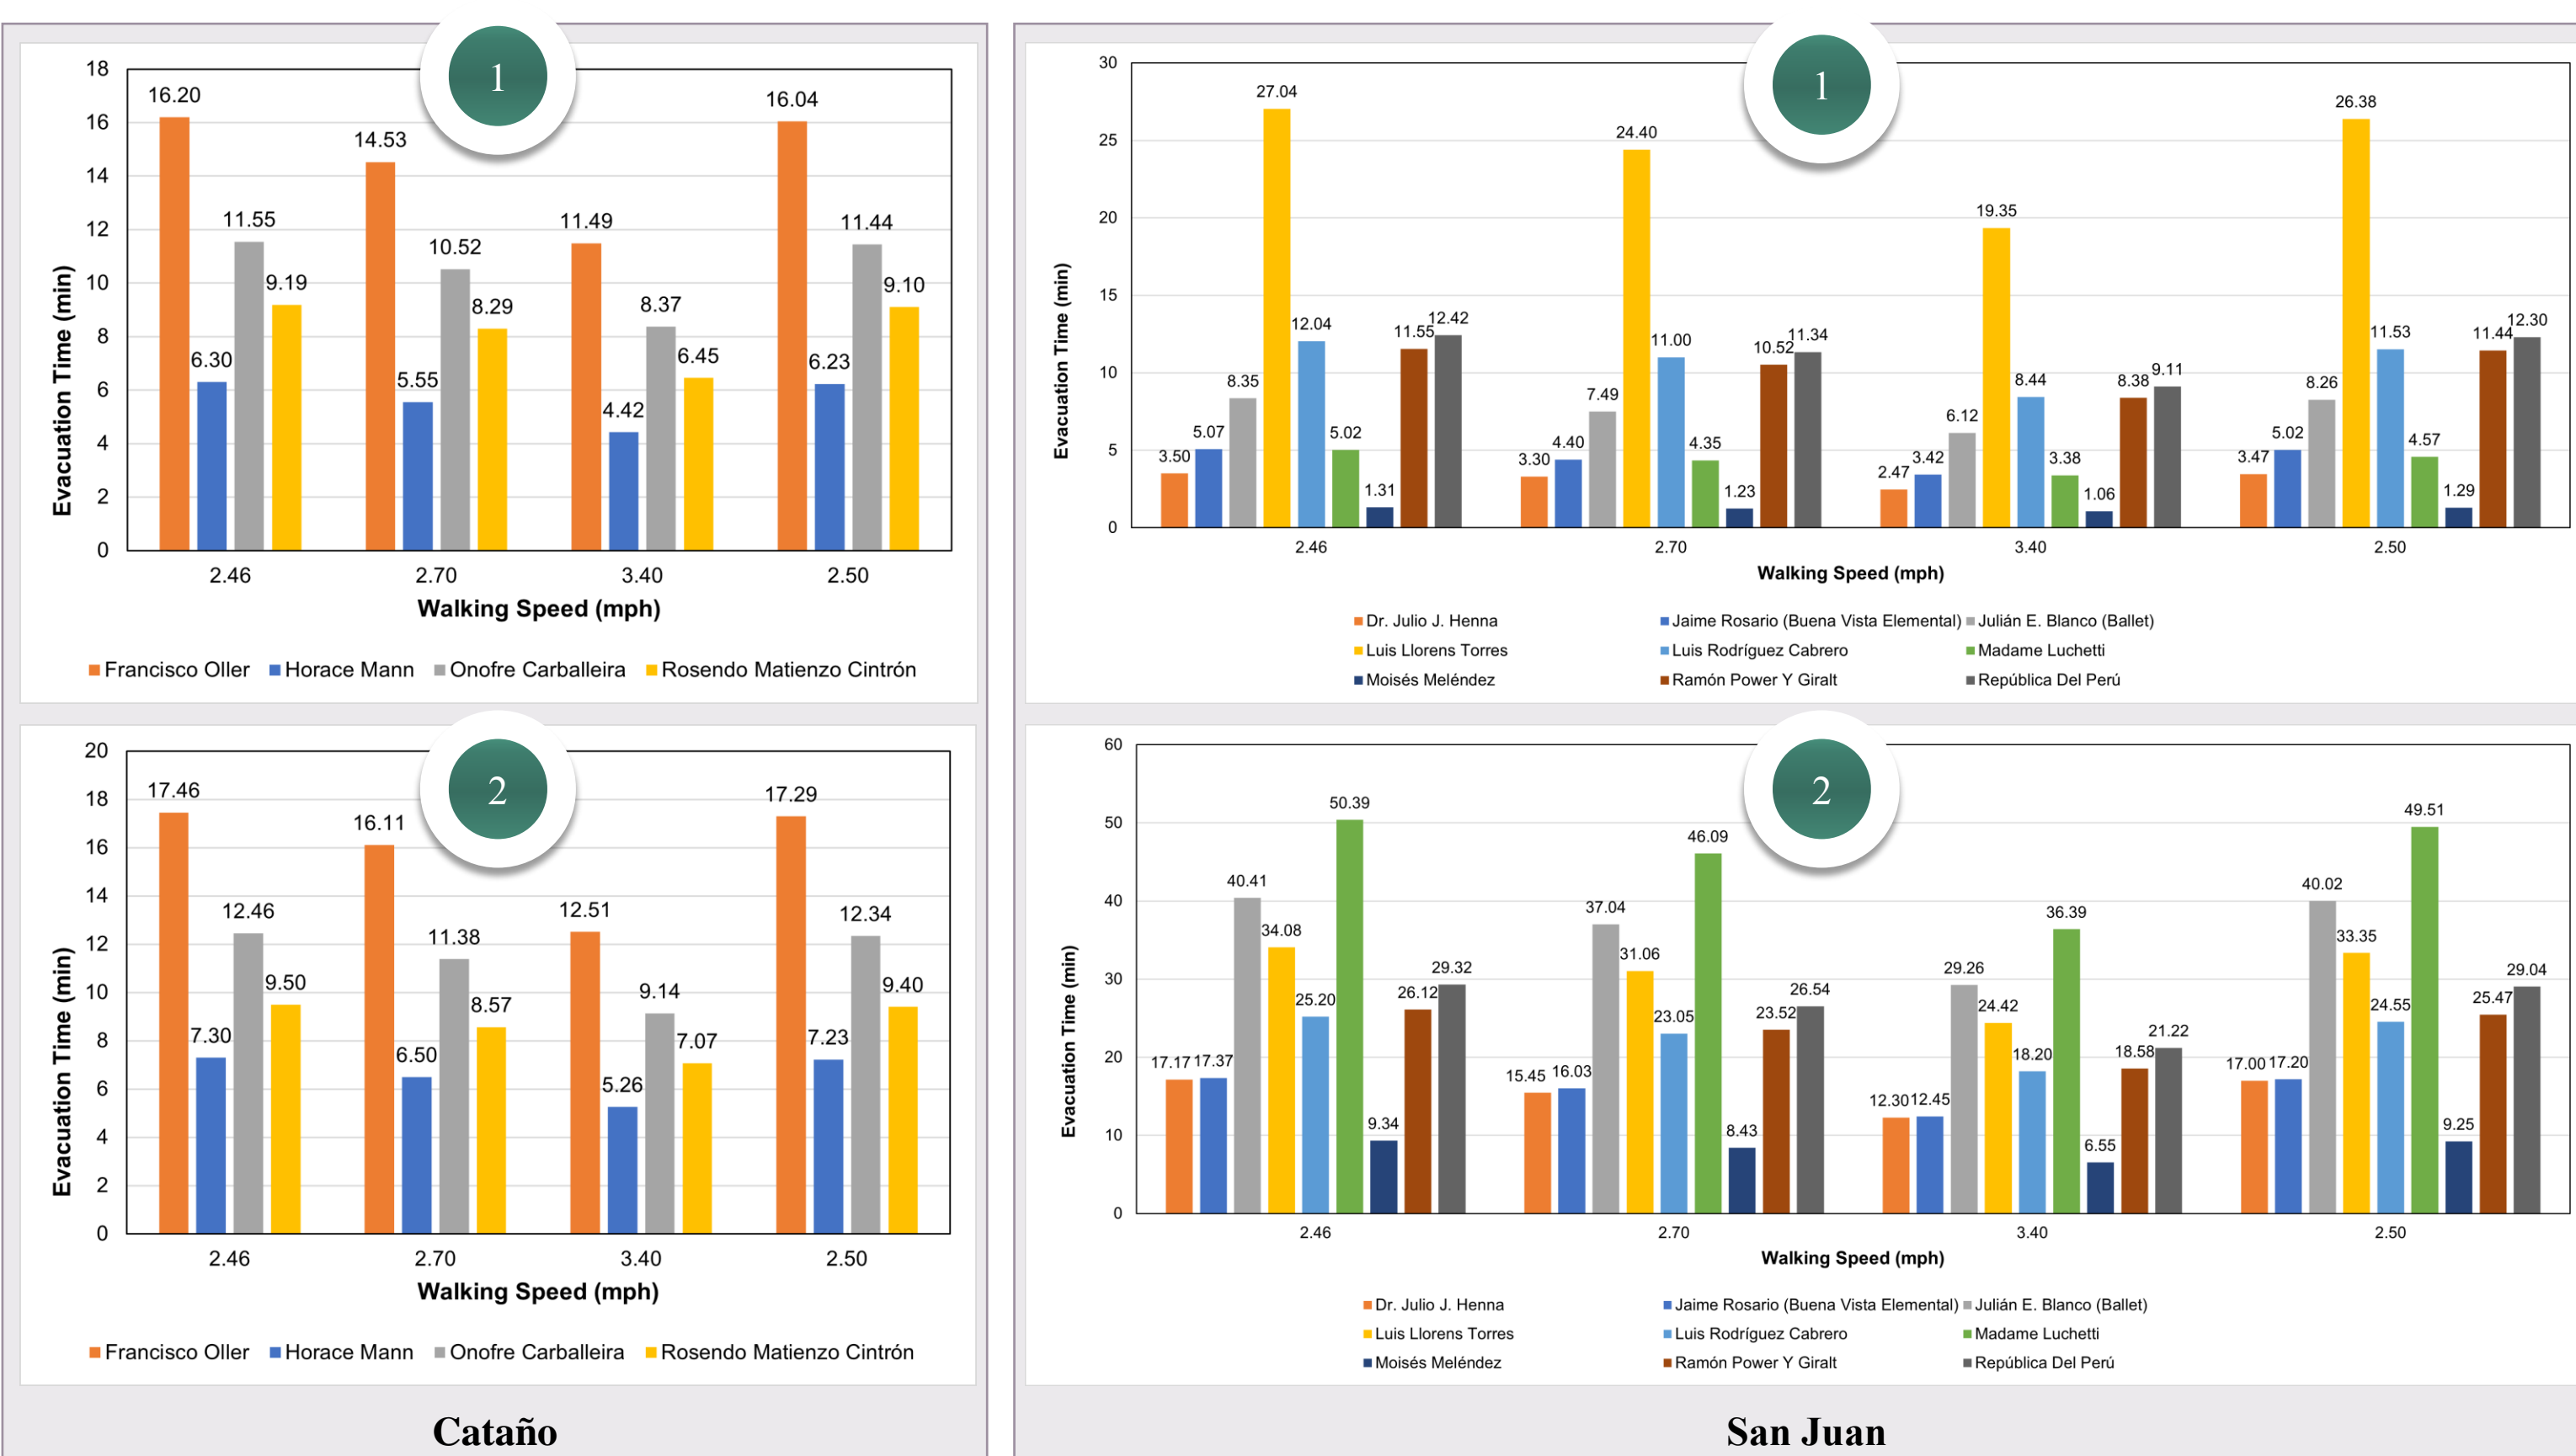 1
18
16
14
12
10
8
6
4
2
0
Evacuation Time (min)
16.20 6.30 11.55 9.19
14.53 5.55 10.52 8.29
11.49 4.42 8.37 6.45
16.04 6.23 11.44 9.10
2.46 2.70 3.40 2.50
Walking Speed (mph)
Francisco Oller Horace Mann Onofre Carballeira Rosendo Matienzo Cintrón
2
20
18
16
14
12
10
8
6
4
2
0
Evacuation Time (min)
17.46 7.30 12.46 9.50
16.11 6.50 11.38 8.57
12.51 5.26 9.14 7.07
17.29 7.23 12.34 9.40
2.46 2.70 3.40 2.50
Walking Speed (mph)
Francisco Oller Horace Mann Onofre Carballeira Rosendo Matienzo Cintrón
Cataño
1
30
25
20
15
10
5
0
Evacuation Time (min)
3.50 5.07 8.35 27.04 12.04 5.02 1.31 11.55 12.42
3.30 4.40 7.49 24.40 11.00 4.35 1.23 10.52 11.34
2.47 3.42 6.12 19.35 8.44 3.38 1.06 8.38 9.11
3.47 5.02 8.26 26.38 11.53 4.57 1.29 11.44 12.30
2.46 2.70 3.40 2.50
Walking Speed (mph)
Dr. Julio J. Henna Jaime Rosario (Buena Vista Elemental) Julián E. Blanco (Ballet)
Luis Llorens Torres Luis Rodríguez Cabrero Madame Luchetti
Moisés Meléndez Ramón Power Y Giralt República Del Perú
2
60
50
40
30
20
10
0
Evacuation Time (min)
17.17 17.37 40.41 34.08 25.20 50.39 9.34 26.12 29.32
15.45 16.03 37.04 31.06 23.05 46.09 8.43 23.52 26.54
12.30 12.45 29.26 24.42 18.20 36.39 6.55 18.58 21.22
17.00 17.20 40.02 33.35 24.55 49.51 9.25 25.47 29.04
2.46 2.70 3.40 2.50
Walking Speed (mph)
Dr. Julio J. Henna Jaime Rosario (Buena Vista Elemental) Julián E. Blanco (Ballet)
Luis Llorens Torres Luis Rodríguez Cabrero Madame Luchetti
Moisés Meléndez Ramón Power Y Giralt República Del Perú
San Juan